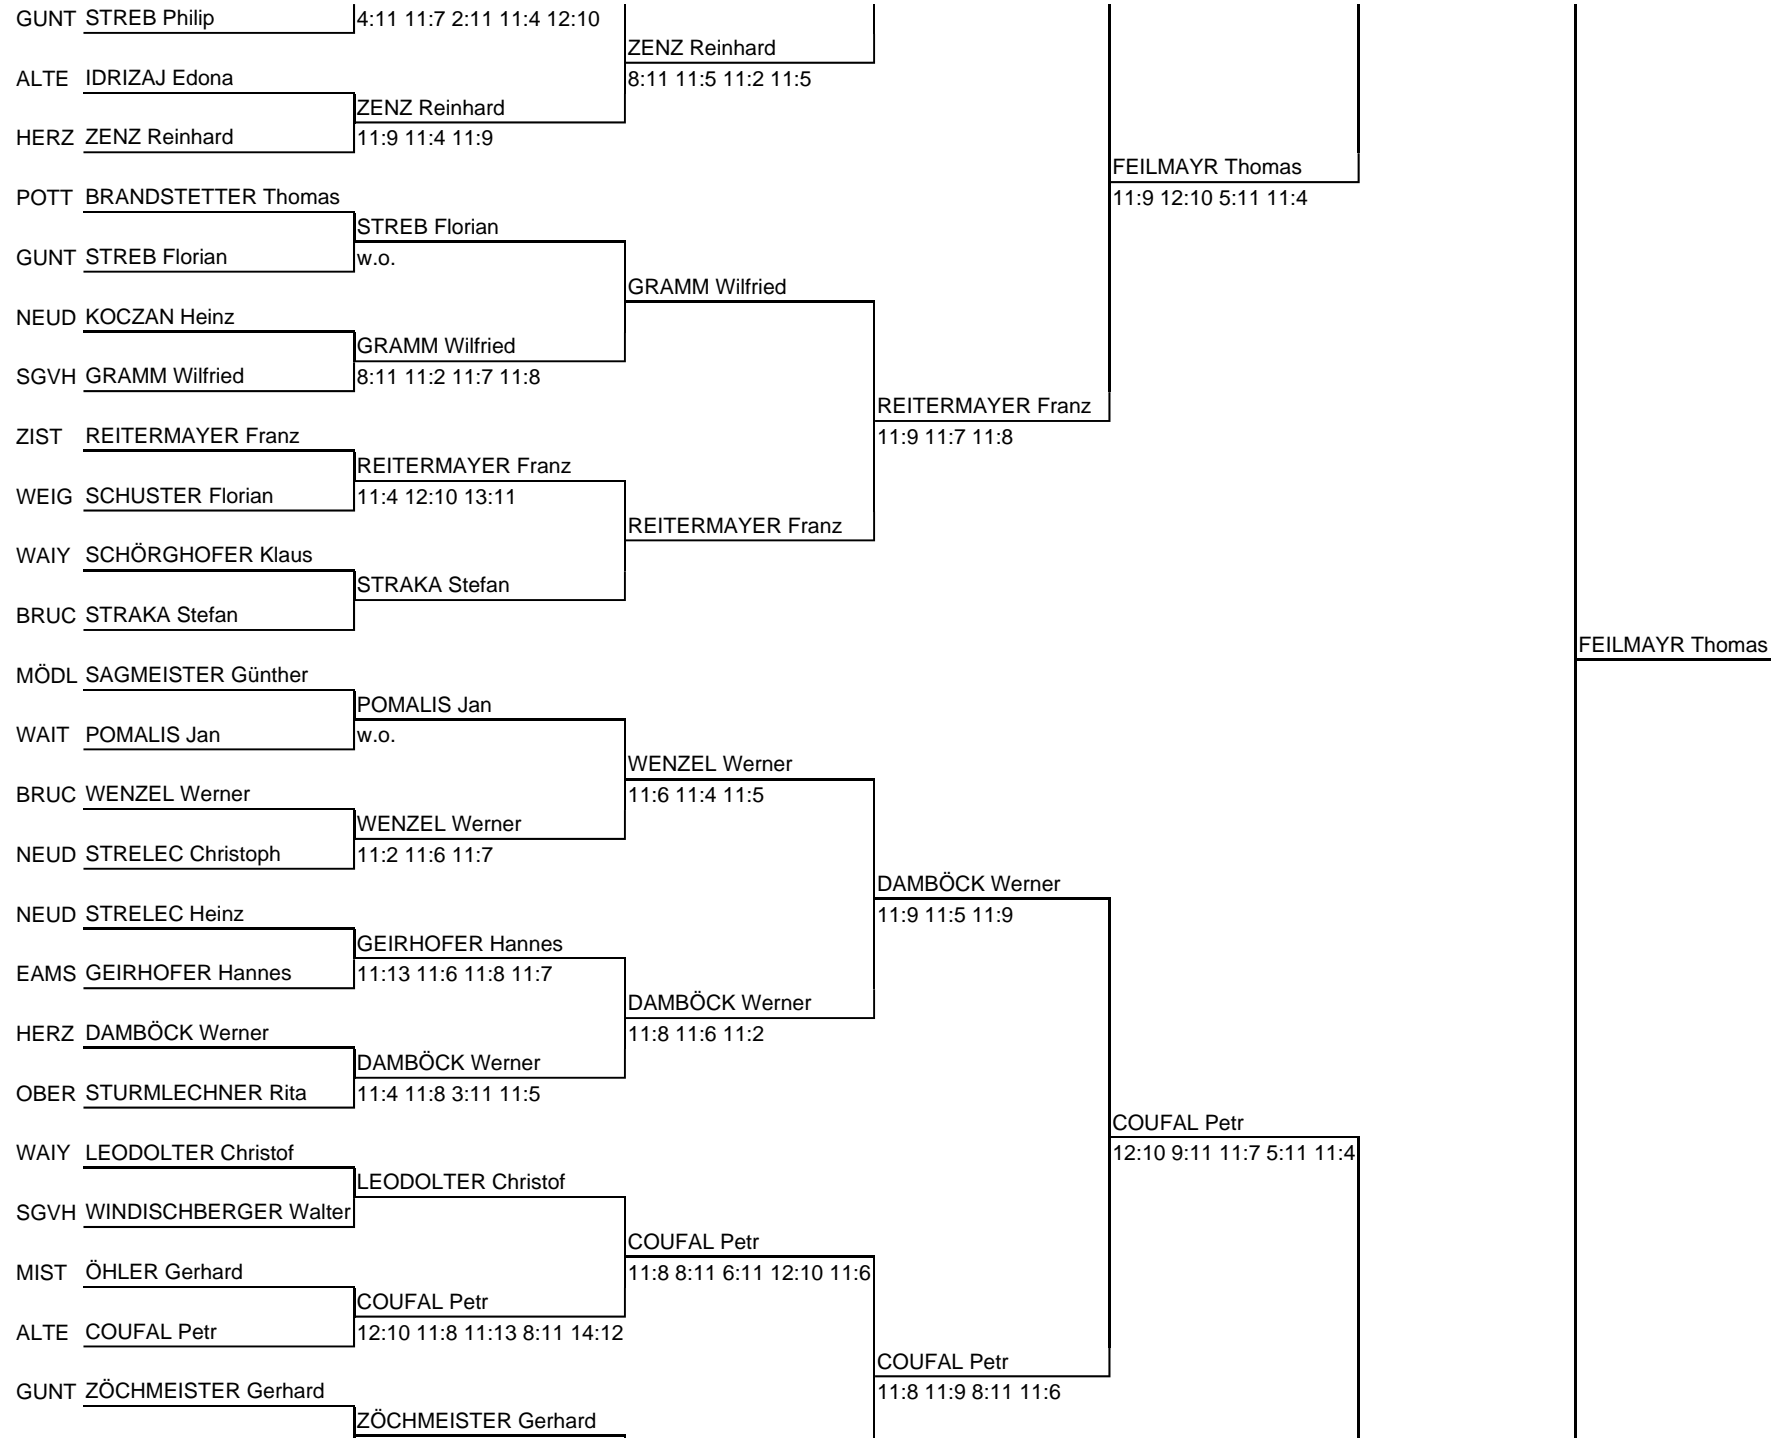 GUNT STREB Philip 4:11 11:7 2:11 11:4 12:10
ZENZ Reinhard
ALTE IDRIZAJ Edona 8:11 11:5 11:2 11:5
ZENZ Reinhard
HERZ ZENZ Reinhard 11:9 11:4 11:9
FEILMAYR Thomas
POTT BRANDSTETTER Thomas 11:9 12:10 5:11 11:4
STREB Florian
GUNT STREB Florian w.o.
GRAMM Wilfried
NEUD KOCZAN Heinz
GRAMM Wilfried
SGVH GRAMM Wilfried 8:11 11:2 11:7 11:8
REITERMAYER Franz
ZIST REITERMAYER Franz 11:9 11:7 11:8
REITERMAYER Franz
WEIG SCHUSTER Florian 11:4 12:10 13:11
REITERMAYER Franz
WAIY SCHÖRGHOFER Klaus
STRAKA Stefan
BRUC STRAKA Stefan
FEILMAYR Thomas
MÖDL SAGMEISTER Günther
POMALIS Jan
WAIT POMALIS Jan w.o.
WENZEL Werner
BRUC WENZEL Werner 11:6 11:4 11:5
WENZEL Werner
NEUD STRELEC Christoph 11:2 11:6 11:7
DAMBÖCK Werner
NEUD STRELEC Heinz 11:9 11:5 11:9
GEIRHOFER Hannes
EAMS GEIRHOFER Hannes 11:13 11:6 11:8 11:7
DAMBÖCK Werner
HERZ DAMBÖCK Werner 11:8 11:6 11:2
DAMBÖCK Werner
OBER STURMLECHNER Rita 11:4 11:8 3:11 11:5
COUFAL Petr
WAIY LEODOLTER Christof 12:10 9:11 11:7 5:11 11:4
LEODOLTER Christof
SGVH WINDISCHBERGER Walter
COUFAL Petr
MIST ÖHLER Gerhard 11:8 8:11 6:11 12:10 11:6
COUFAL Petr
ALTE COUFAL Petr 12:10 11:8 11:13 8:11 14:12
COUFAL Petr
GUNT ZÖCHMEISTER Gerhard 11:8 11:9 8:11 11:6
ZÖCHMEISTER Gerhard